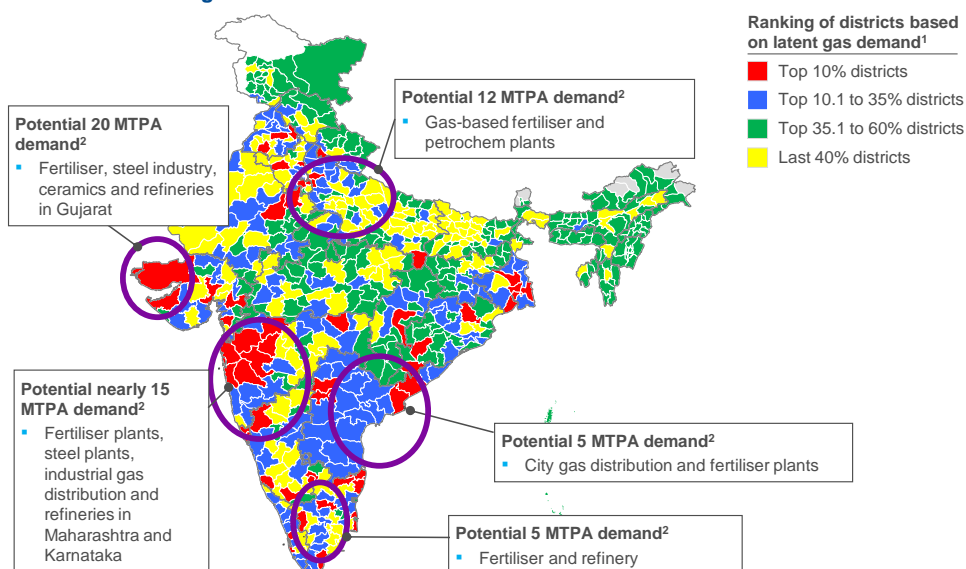 Ranking of districts based
on latent gas demand¹
Top 10% districts
Top 10.1 to 35% districts
Top 35.1 to 60% districts
Last 40% districts
Potential 12 MTPA demand²
Gas-based fertiliser and
petrochem plants
Potential 20 MTPA
demand²
Fertiliser, steel industry,
ceramics and refineries
in Gujarat
Potential nearly 15
MTPA demand²
Fertiliser plants,
steel plants,
industrial gas
distribution and
refineries in
Maharashtra and
Karnataka
Potential 5 MTPA demand²
City gas distribution and fertiliser plants
Potential 5 MTPA demand²
Fertiliser and refinery